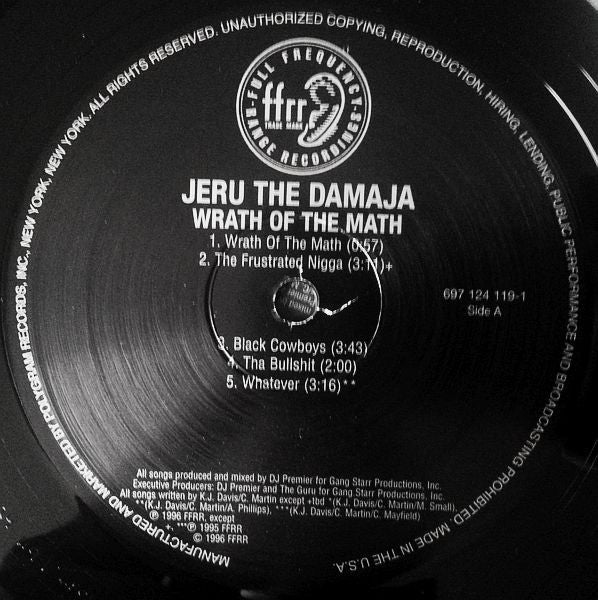 FULL FREQUENCY
ffrr
TRADE MARK
RANGE RECORDINGS
JERU THE DAMAJA
WRATH OF THE MATH
1. Wrath Of The Math (0:57)
2. The Frustrated Nigga (3:11)+
697 124 119-1
Side A
3. Black Cowboys (3:43)
4. Tha Bullshit (2:00)
5. Whatever (3:16)**
All songs produced and mixed by DJ Premier for Gang Starr Productions, Inc.
Executive Producers: DJ Premier and The Guru for Gang Starr Productions, Inc.
All songs written by K.J. Davis/C. Martin except +tbd *(K.J. Davis/C. Martin/M. Small),
**(K.J. Davis/C. Martin/A. Phillips), ***(K.J. Davis/C. Martin/C. Mayfield)
℗ 1996 FFRR, except
+, ***℗ 1995 FFRR
© 1996 FFRR
MANUFACTURED AND MARKETED BY POLYGRAM RECORDS, INC., NEW YORK, NEW YORK. ALL RIGHTS RESERVED. UNAUTHORIZED COPYING, REPRODUCTION, HIRING, LENDING, PUBLIC PERFORMANCE AND BROADCASTING PROHIBITED. MADE IN THE U.S.A.